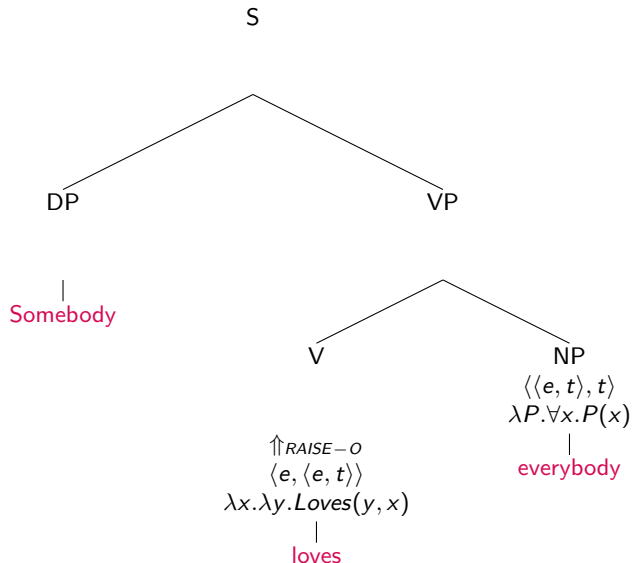 S
DP
VP
Somebody
V
NP
⟨⟨e, t⟩, t⟩
λP.∀x.P(x)
everybody
⇑RAISE−O
⟨e, ⟨e, t⟩⟩
λx.λy.Loves(y, x)
loves